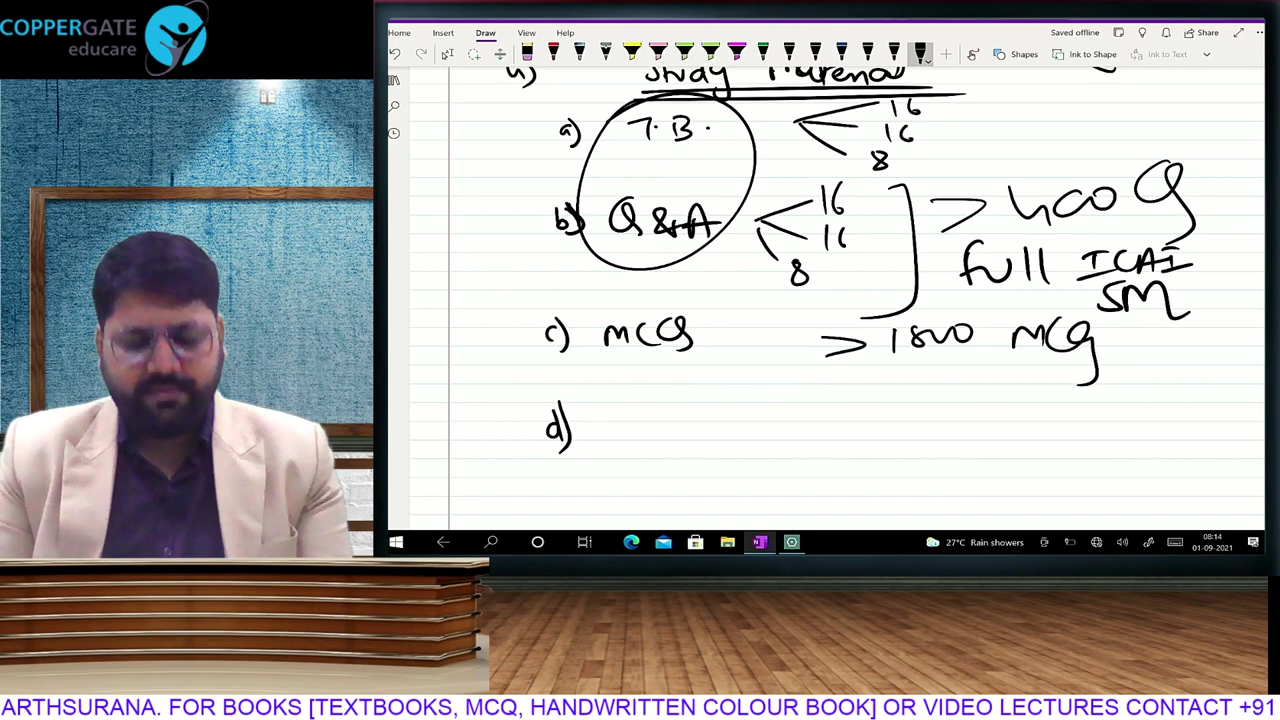 COPPERGATE
educare
Home Insert Draw View Help
Saved offline
Share
Shapes
Ink to Shape
Ink to Text
Study Material
a) T.B. 16
16
8
b) Q & A 16
16
8
> 400 Q
full ICAI
SM
c) MCQ > 1800 MCQ
d)
27°C Rain showers
08:14
01-09-2021
ARTHSURANA. FOR BOOKS [TEXTBOOKS, MCQ, HANDWRITTEN COLOUR BOOK] OR VIDEO LECTURES CONTACT +91